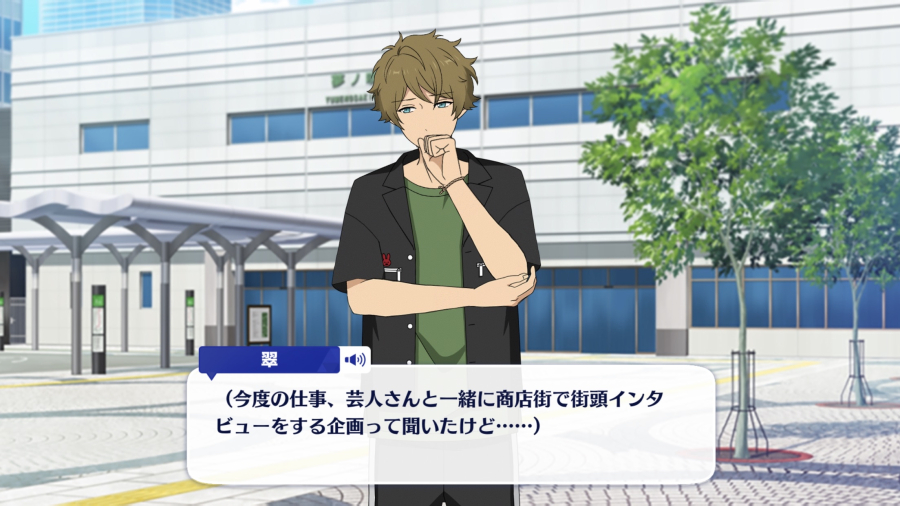 夢ノ
翠
（今度の仕事、芸人さんと一緒に商店街で街頭インタ
ビューをする企画って聞いたけど……）